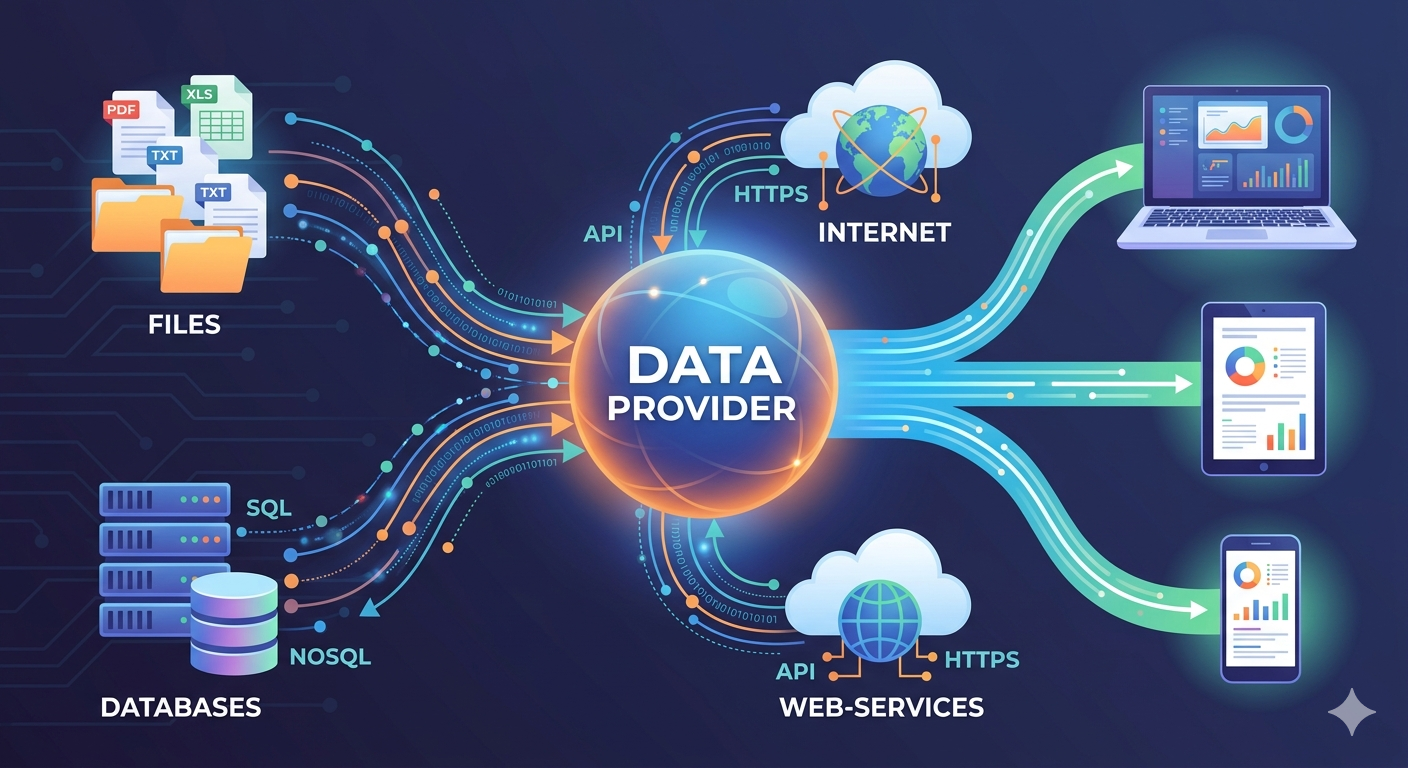 PDF
XLS
TXT
TXT
FILES
API
HTTPS
INTERNET
DATA
PROVIDER
SQL
NOSQL
DATABASES
API
HTTPS
WEB-SERVICES